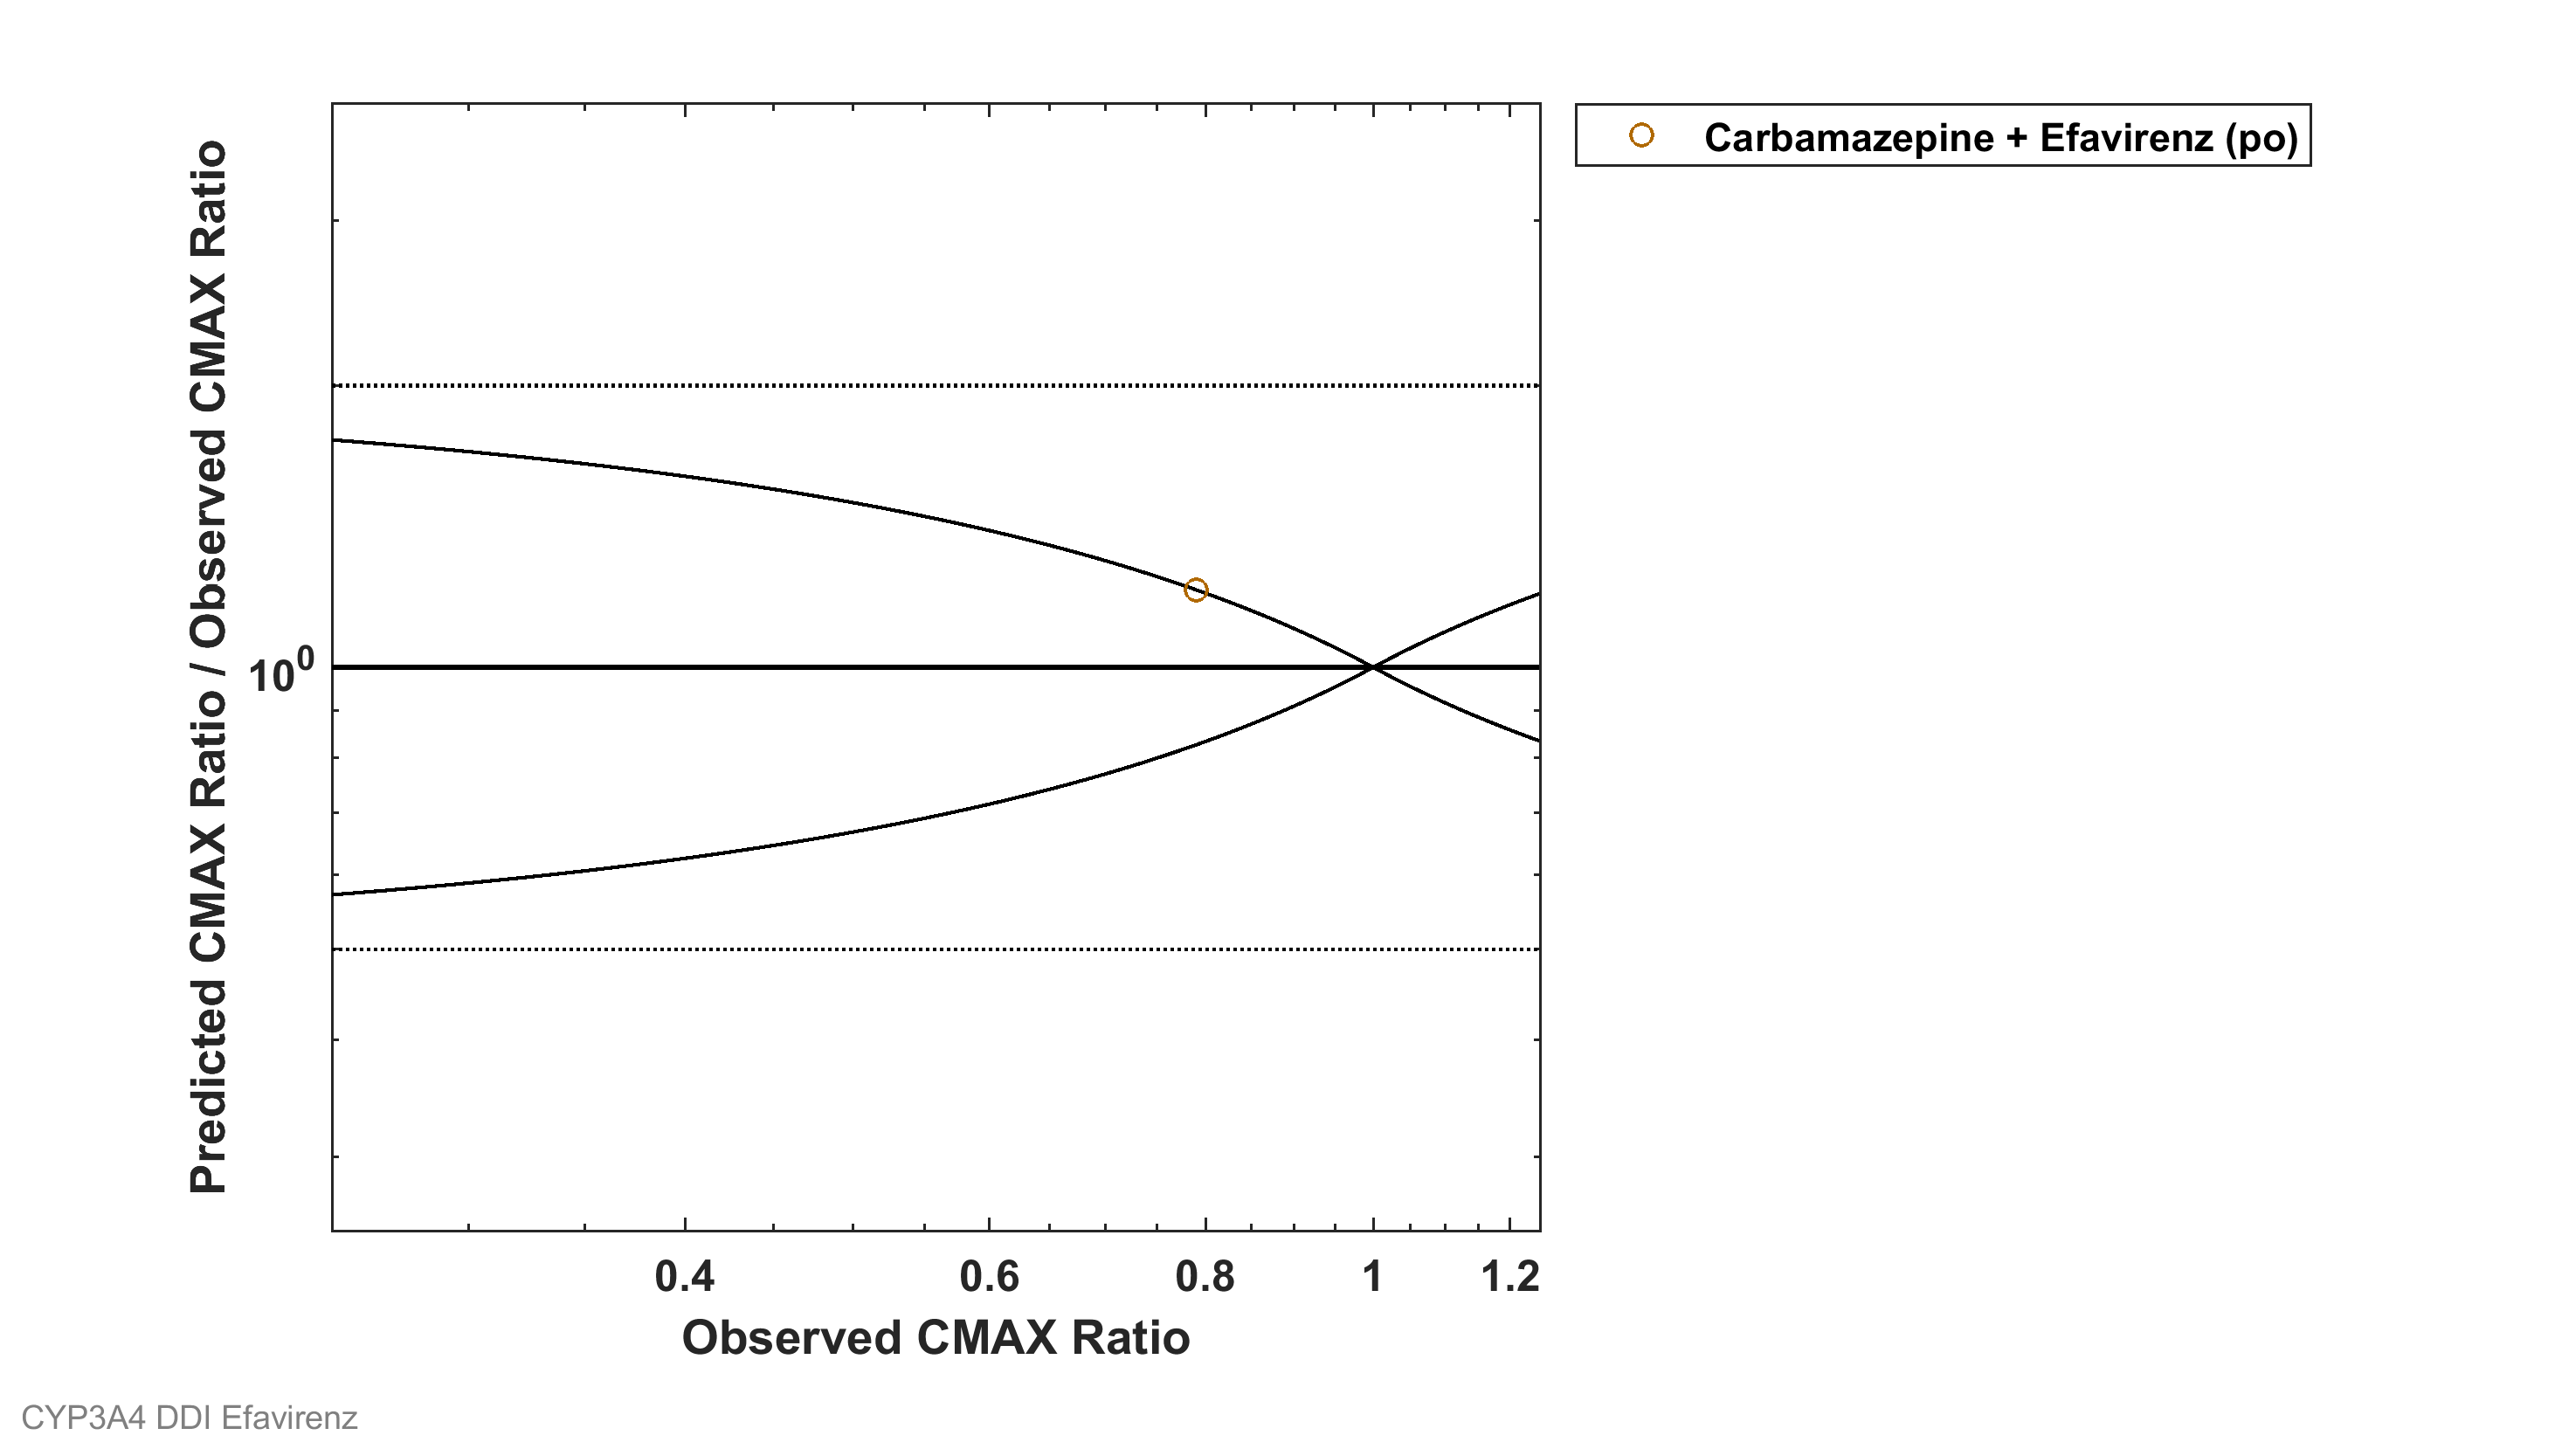 Carbamazepine + Efavirenz (po)
Predicted CMAX Ratio / Observed CMAX Ratio
10⁰
0.4 0.6 0.8 1 1.2
Observed CMAX Ratio
CYP3A4 DDI Efavirenz